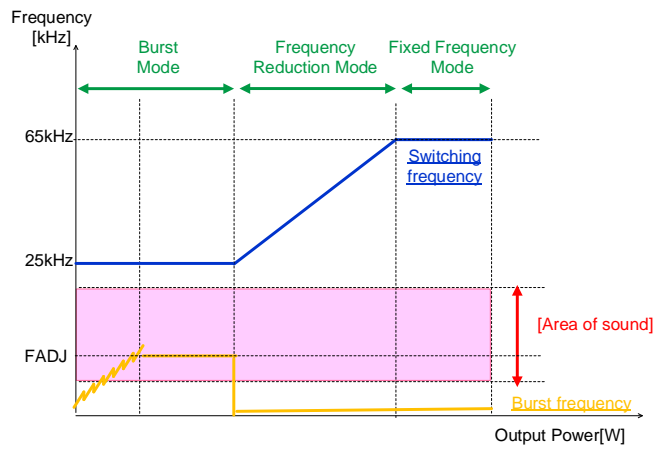 Frequency
[kHz]
Burst
Mode
Frequency
Reduction Mode
Fixed Frequency
Mode
65kHz
Switching
frequency
25kHz
[Area of sound]
FADJ
Burst frequency
Output Power[W]